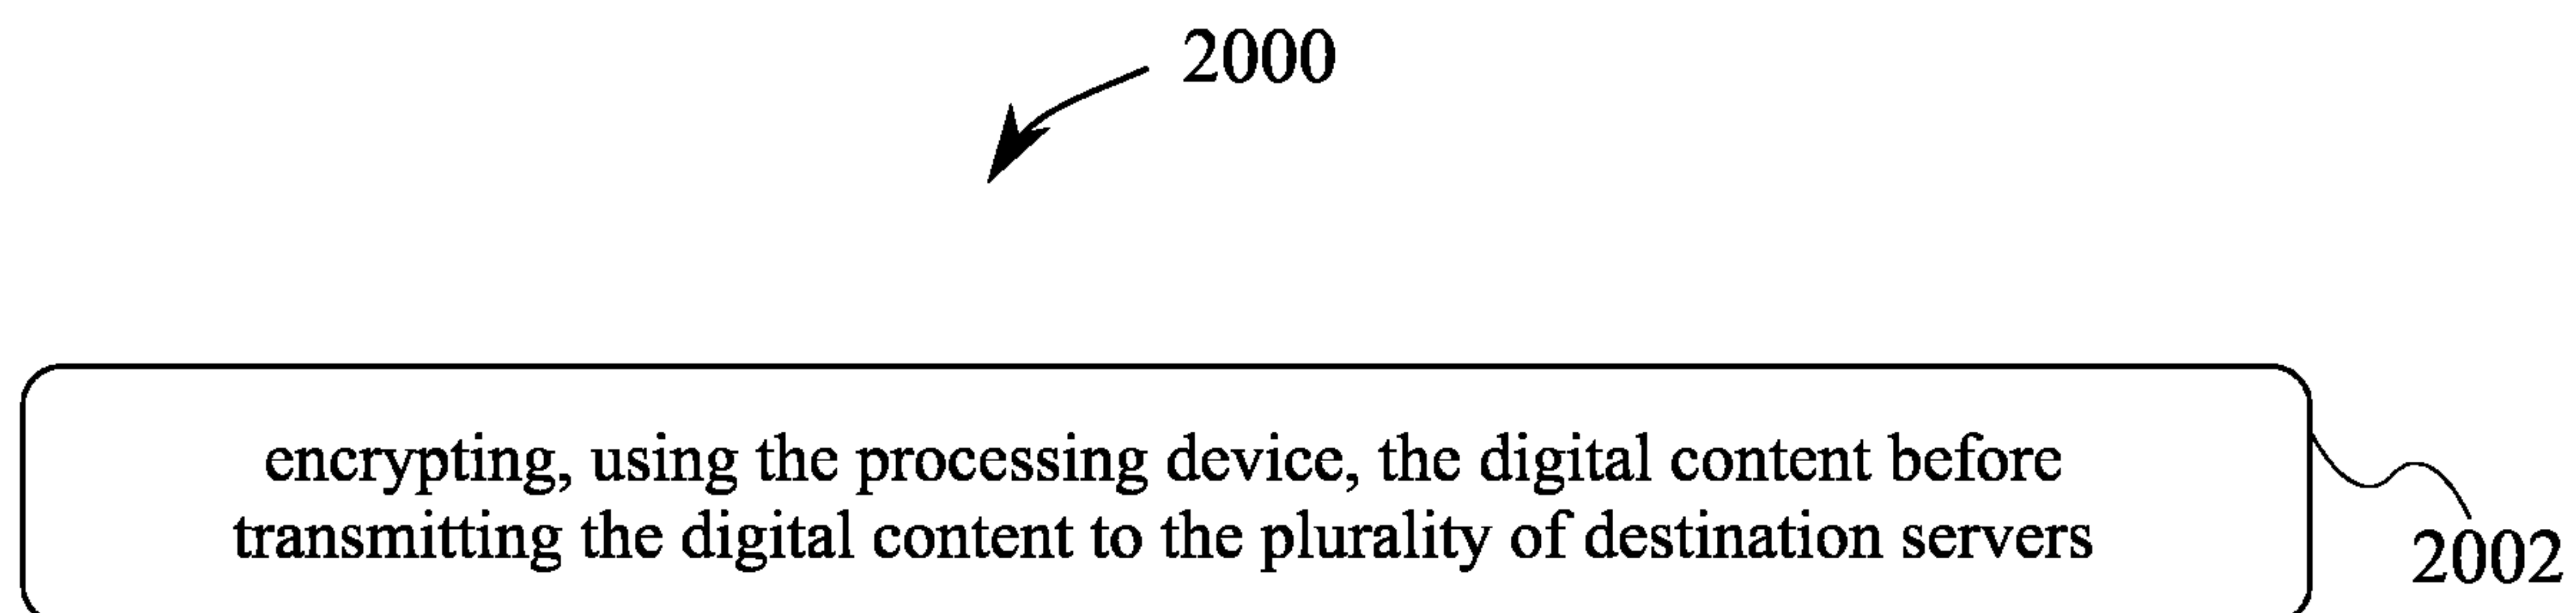 2000
encrypting, using the processing device, the digital content before
transmitting the digital content to the plurality of destination servers
2002